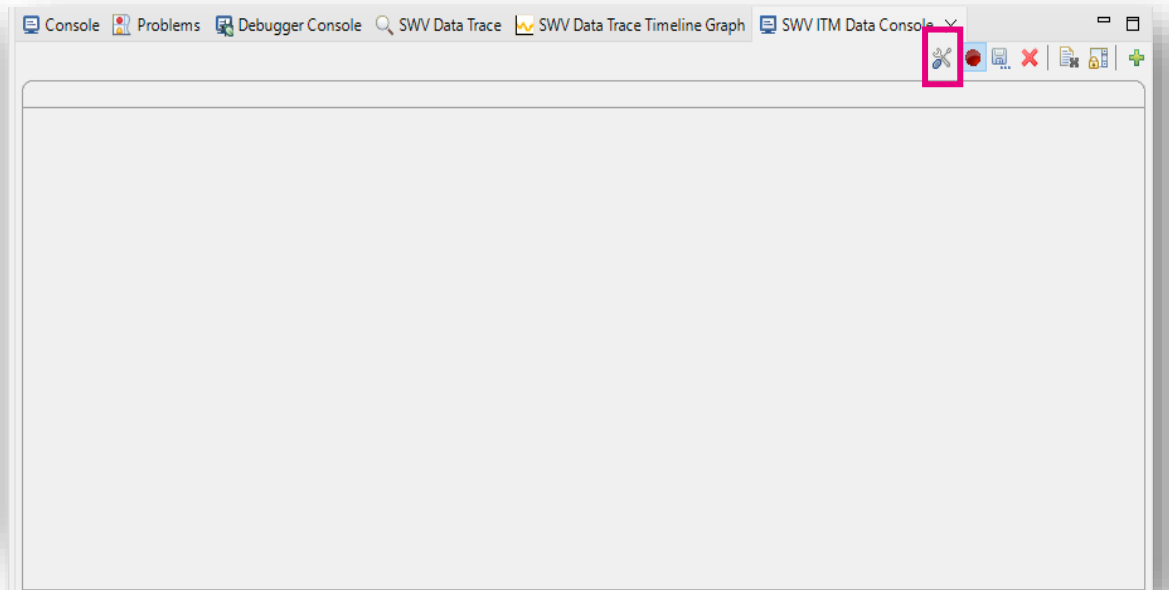 Console Problems Debugger Console SWV Data Trace SWV Data Trace Timeline Graph SWV ITM Data Console